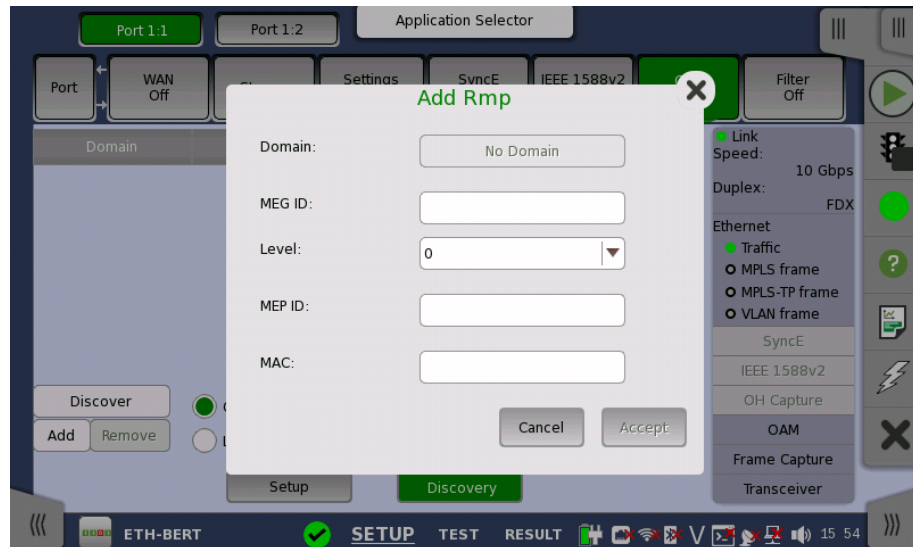 Port 1:1
Port 1:2
Application Selector
Port
WAN
Off
Settings
SyncE
IEEE 1588v2
Filter
Off
Add Rmp
Domain
Domain:
No Domain
MEG ID:
Level:
0
MEP ID:
MAC:
Cancel
Accept
Discover
Add
Remove
Setup
Discovery
Link
Speed:
10 Gbps
Duplex:
FDX
Ethernet
Traffic
MPLS frame
MPLS-TP frame
VLAN frame
SyncE
IEEE 1588v2
OH Capture
OAM
Frame Capture
Transceiver
ETH-BERT
SETUP
TEST
RESULT
V
15 54